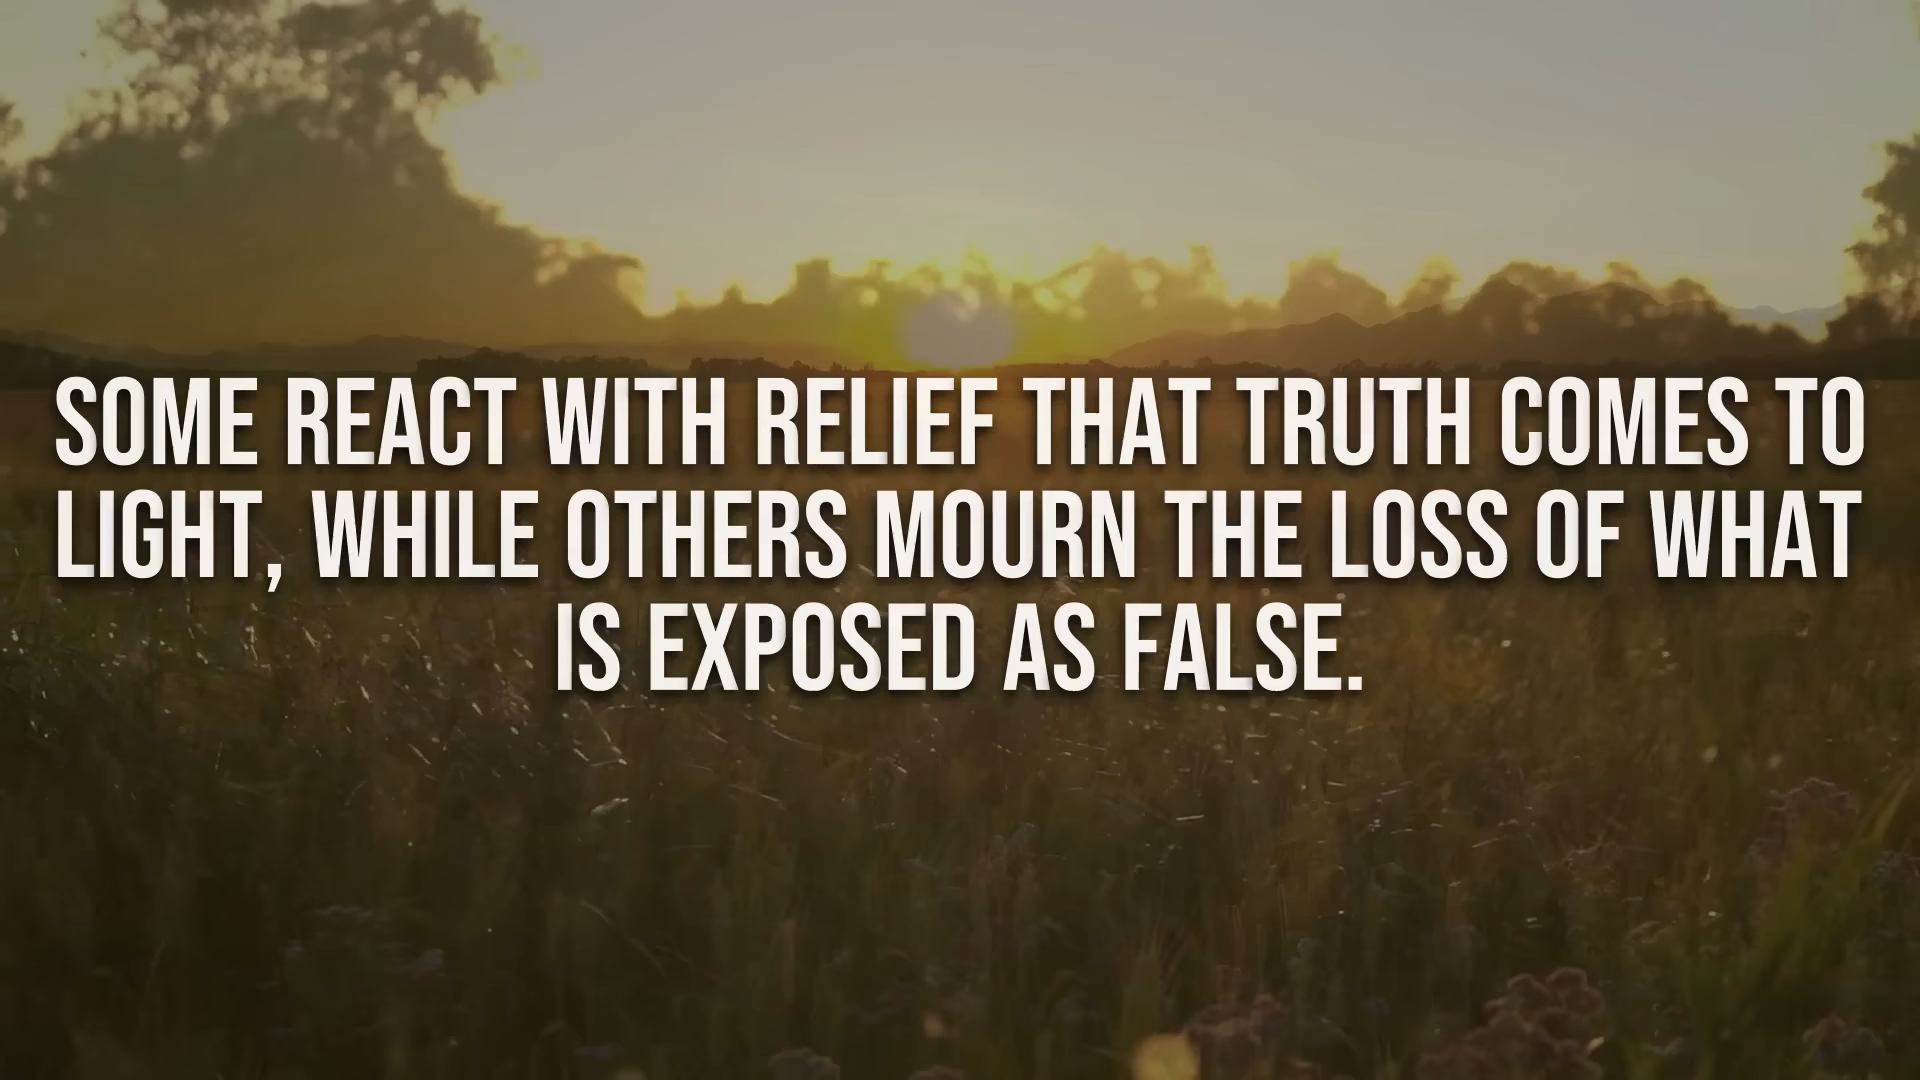 SOME REACT WITH RELIEF THAT TRUTH COMES TO
LIGHT, WHILE OTHERS MOURN THE LOSS OF WHAT
IS EXPOSED AS FALSE.